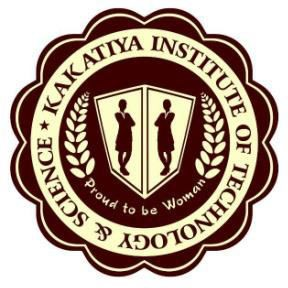 ★ KAKATIYA INSTITUTE OF TECHNOLOGY & SCIENCE
Proud to be Woman